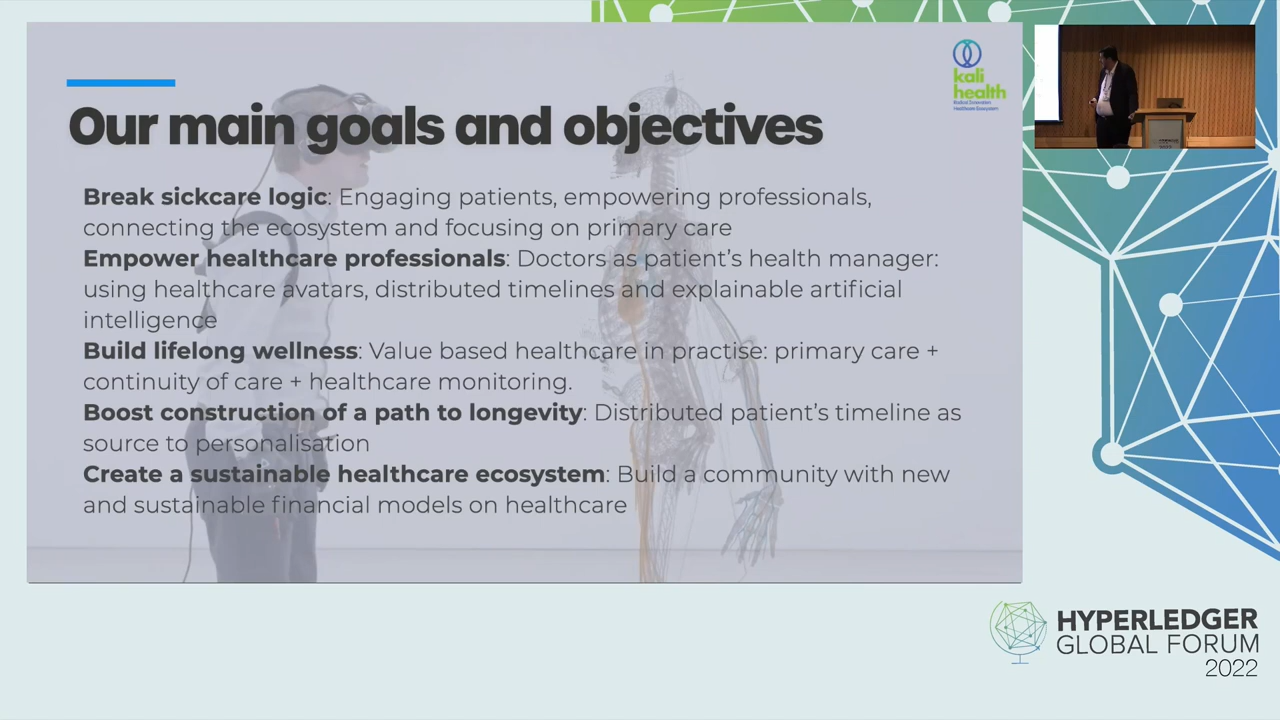 Our main goals and objectives
kali
health
Radical Innovation
Healthcare Ecosystem
Break sickcare logic: Engaging patients, empowering professionals,
connecting the ecosystem and focusing on primary care
Empower healthcare professionals: Doctors as patient’s health manager:
using healthcare avatars, distributed timelines and explainable artificial
intelligence
Build lifelong wellness: Value based healthcare in practise: primary care +
continuity of care + healthcare monitoring.
Boost construction of a path to longevity: Distributed patient’s timeline as
source to personalisation
Create a sustainable healthcare ecosystem: Build a community with new
and sustainable financial models on healthcare
HYPERLEDGER
GLOBAL FORUM
2022